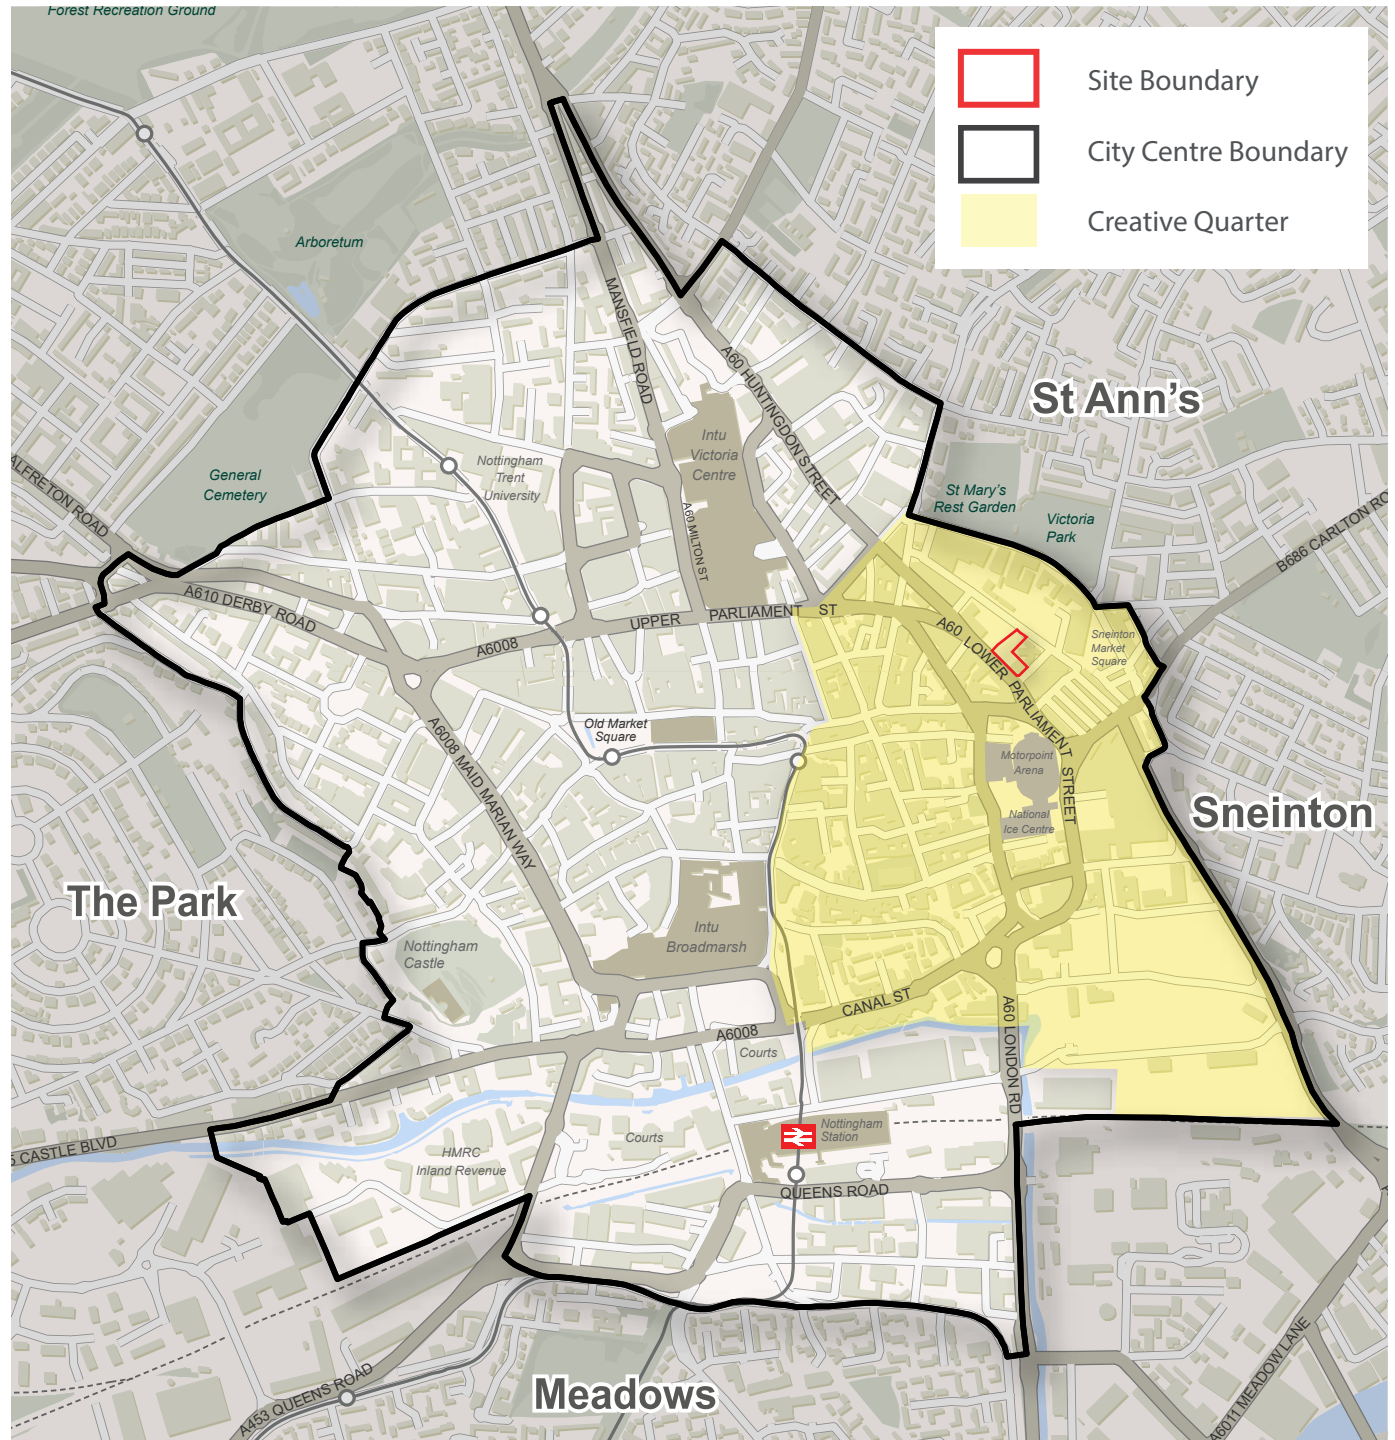 Forest Recreation Ground
Site Boundary
City Centre Boundary
Creative Quarter
Arboretum
MANSFIELD ROAD
A60 HUNTINGDON STREET
St Ann's
Intu
Victoria
Centre
Nottingham
Trent
University
General
Cemetery
ALFRETON ROAD
St Mary's
Rest Garden
Victoria
Park
B686 CARLTON RO
A60 MILTON ST
A610 DERBY ROAD
UPPER PARLIAMENT ST
A6008
A60 LOWER PARLIAMENT STREET
Sneinton
Market
Square
Old Market
Square
A6008 MAID MARIAN WAY
Motorpoint
Arena
National
Ice Centre
Sneinton
The Park
Intu
Broadmarsh
Nottingham
Castle
CANAL ST
A6008
Courts
A60 LONDON RD
5 CASTLE BLVD
HMRC
Inland Revenue
Courts
Nottingham
Station
QUEENS ROAD
A453 QUEENS ROAD
Meadows
A6011 MEADOW LANE